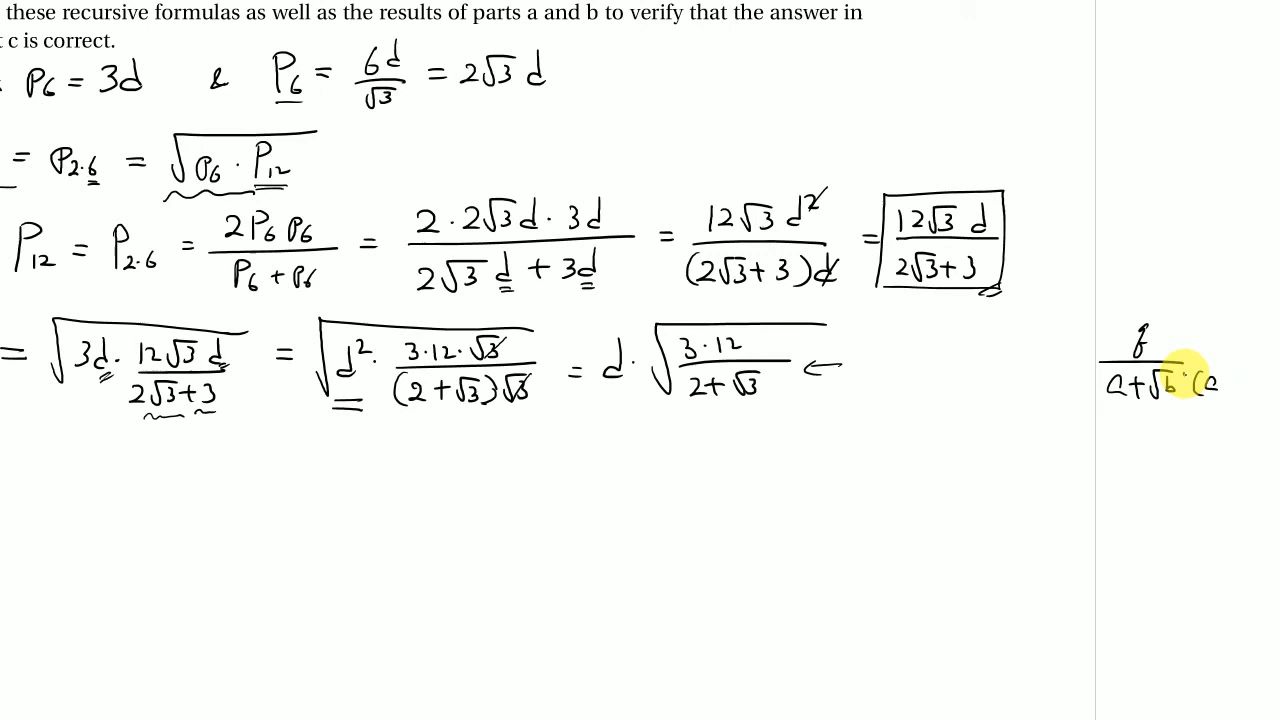 these recursive formulas as well as the results of parts a and b to verify that the answer in
t c is correct.
p₆ = 3d & P₆ = 6d/√3 = 2√3 d
= p₂.₆ = √(p₆ · P₁₂)
P₁₂ = P₂.₆ = 2P₆ p₆/(P₆ + p₆) = (2 · 2√3d · 3d)/(2√3 d + 3d) = 12√3 d²/((2√3 + 3)d) = 12√3 d/(2√3 + 3)
= √(3d · 12√3 d/(2√3 + 3)) = √(d² · 3·12·√3/((2 + √3)√3)) = d · √(3·12/(2 + √3)) ←